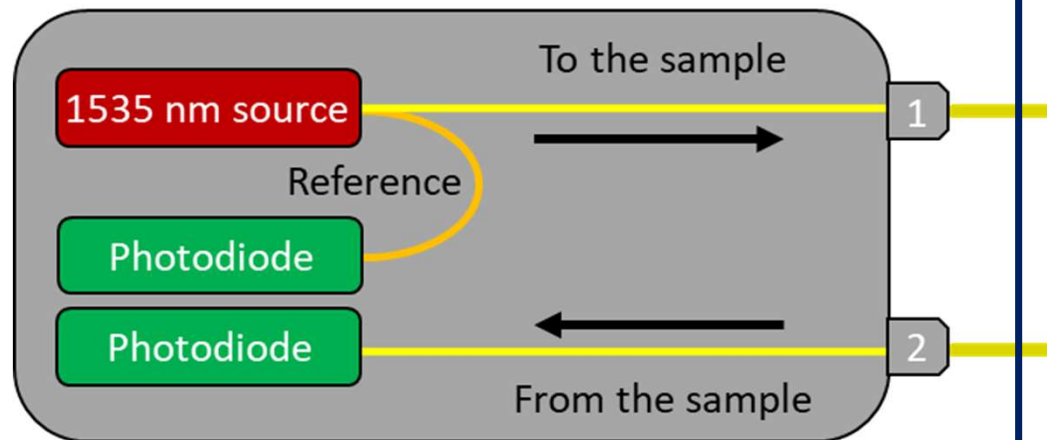 To the sample
1535 nm source
1
Reference
Photodiode
Photodiode
2
From the sample